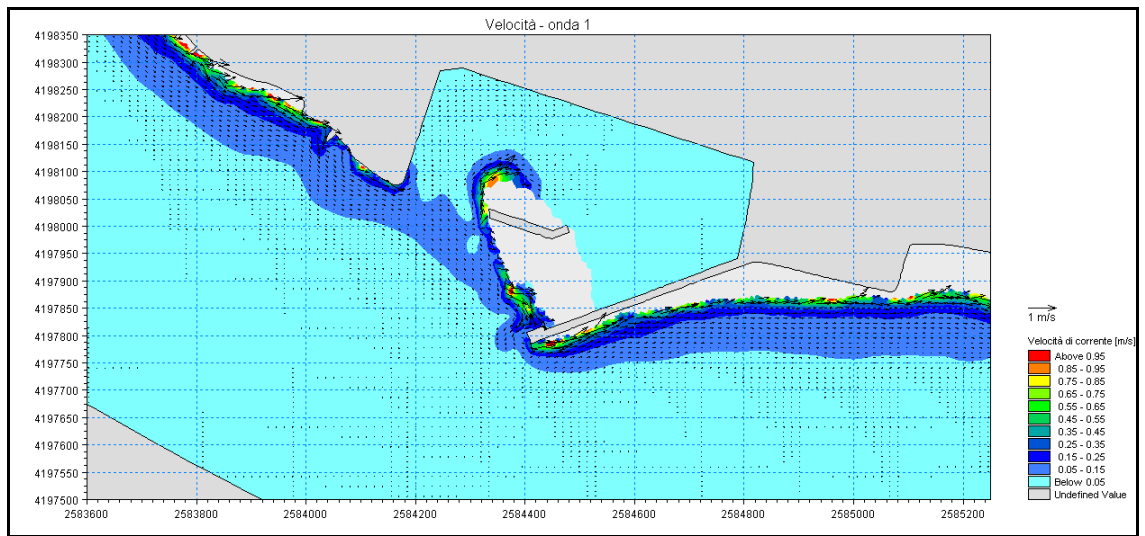 Velocità - onda 1
4198350
4198300
4198250
4198200
4198150
4198100
4198050
4198000
4197950
4197900
4197850
4197800
4197750
4197700
4197650
4197600
4197550
4197500
2583600
2583800
2584000
2584200
2584400
2584600
2584800
2585000
2585200
1 m/s
Velocità di corrente [m/s]
Above 0.95
0.85 - 0.95
0.75 - 0.85
0.65 - 0.75
0.55 - 0.65
0.45 - 0.55
0.35 - 0.45
0.25 - 0.35
0.15 - 0.25
0.05 - 0.15
Below 0.05
Undefined Value